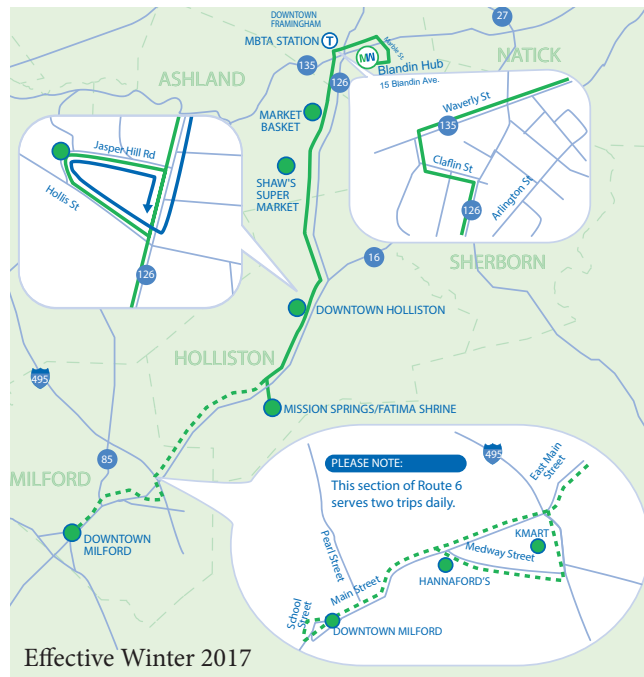 DOWNTOWN
FRAMINGHAM
MBTA STATION
T
27
NATICK
Marble St.
MW
Blandin Hub
15 Blandin Ave.
135
126
ASHLAND
MARKET
BASKET
Waverly St
135
Claflin St
Arlington St
126
Jasper Hill Rd
Hollis St
126
SHAW'S
SUPER
MARKET
16
SHERBORN
DOWNTOWN HOLLISTON
HOLLISTON
495
MISSION SPRINGS/FATIMA SHRINE
85
MILFORD
DOWNTOWN
MILFORD
PLEASE NOTE:
This section of Route 6
serves two trips daily.
495
East Main
Street
KMART
Medway Street
Pearl Street
HANNAFORD'S
Main Street
School
Street
DOWNTOWN MILFORD
Effective Winter 2017